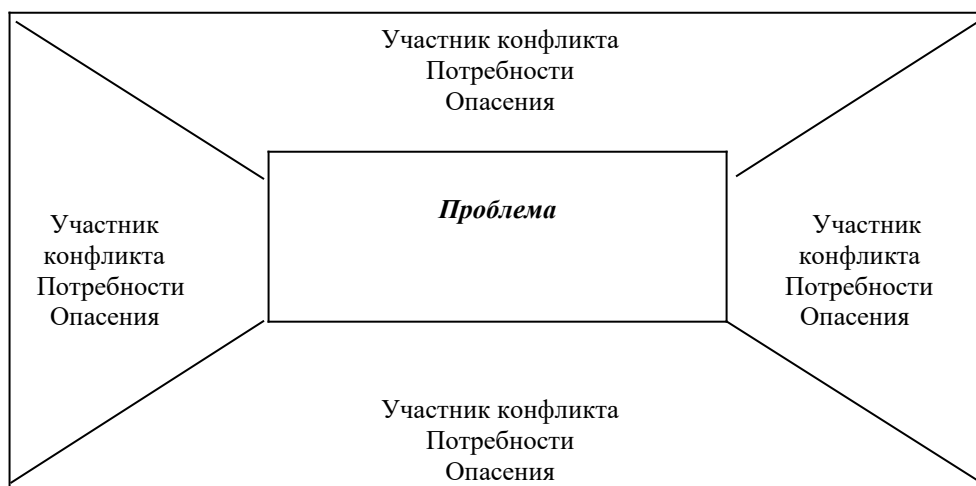 Участник конфликта
Потребности
Опасения
Проблема
Участник
конфликта
Потребности
Опасения
Участник
конфликта
Потребности
Опасения
Участник конфликта
Потребности
Опасения